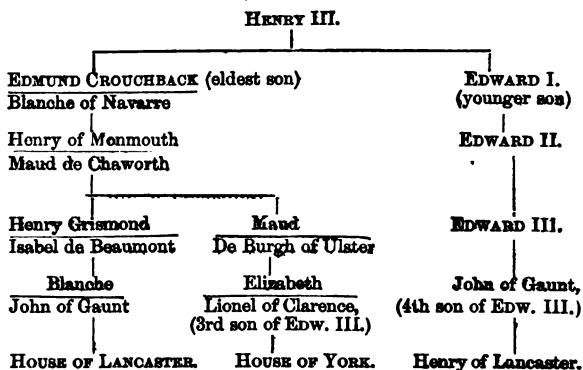 HENRY III.
EDMUND CROUCHBACK (eldest son)
Blanche of Navarre
EDWARD I.
(younger son)
Henry of Monmouth
Maud de Chaworth
EDWARD II.
Henry Grismond
Isabel de Beaumont
Maud
De Burgh of Ulster
EDWARD III.
Blanche
John of Gaunt
Elizabeth
Lionel of Clarence,
(3rd son of EDW. III.)
John of Gaunt,
(4th son of EDW. III.)
HOUSE OF LANCASTER.
HOUSE OF YORK.
Henry of Lancaster.